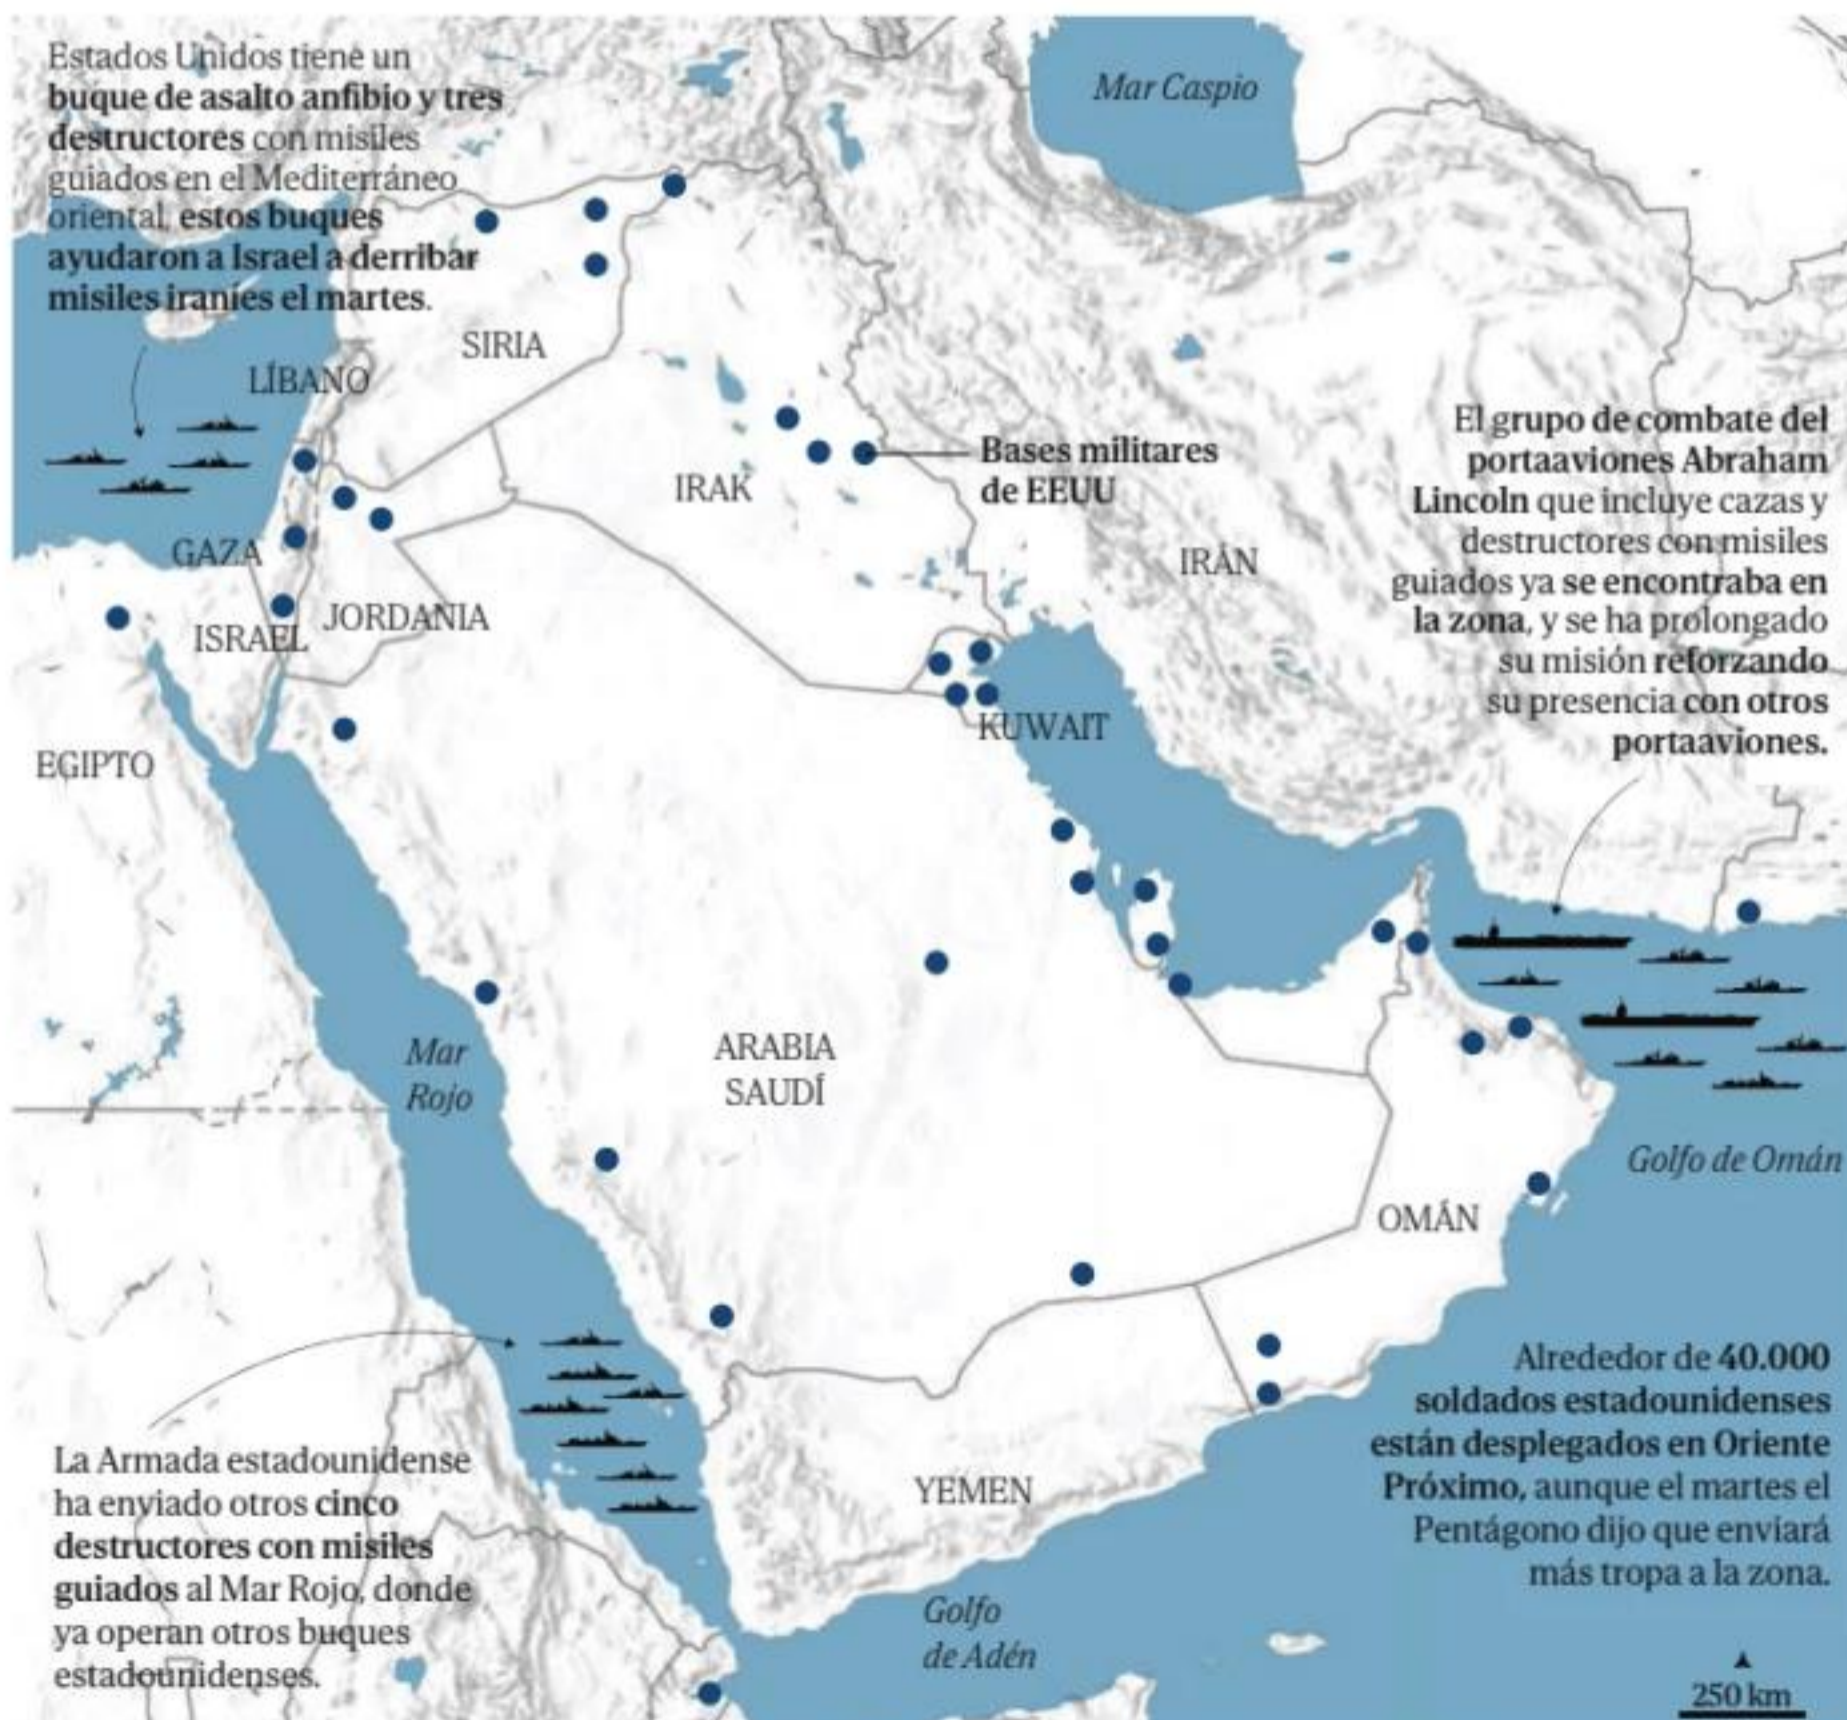 Estados Unidos tiene un
buque de asalto anfibio y tres
destructores con misiles
guiados en el Mediterráneo
oriental, estos buques
ayudaron a Israel a derribar
misiles iraníes el martes.
Mar Caspio
SIRIA
LÍBANO
El grupo de combate del
portaaviones Abraham
Lincoln que incluye cazas y
destructores con misiles
guiados ya se encontraba en
la zona, y se ha prolongado
su misión reforzando
su presencia con otros
portaaviones.
Bases militares
de EEUU
IRAK
GAZA
IRÁN
JORDANIA
ISRAEL
KUWAIT
EGIPTO
Mar
Rojo
ARABIA
SAUDÍ
Golfo de Omán
OMÁN
Alrededor de 40.000
soldados estadounidenses
están desplegados en Oriente
Próximo, aunque el martes el
Pentágono dijo que enviará
más tropa a la zona.
La Armada estadounidense
ha enviado otros cinco
destructores con misiles
guiados al Mar Rojo, donde
ya operan otros buques
estadounidenses.
YEMEN
Golfo
de Adén
250 km